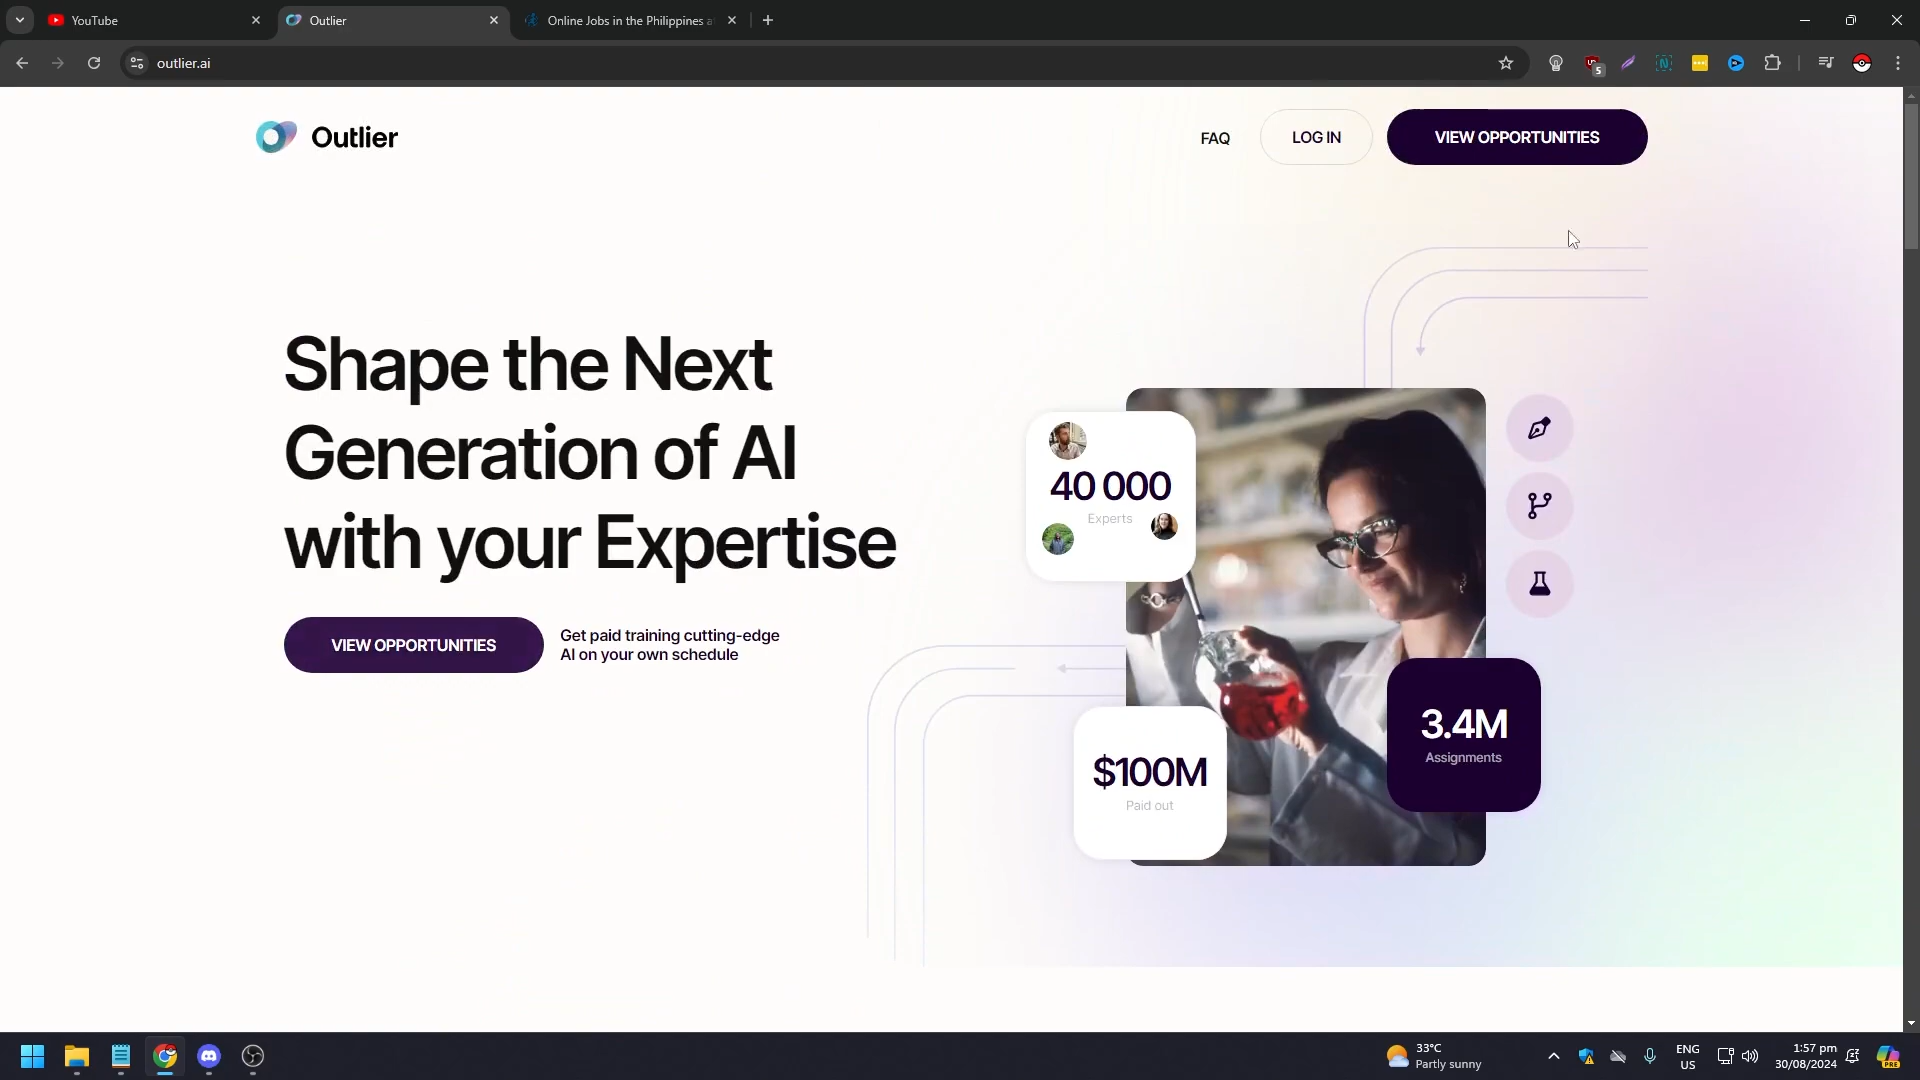 YouTube
Outlier
Online Jobs in the Philippines a
outlier.ai
5
Outlier
FAQ
LOG IN
VIEW OPPORTUNITIES
Shape the Next
Generation of AI
with your Expertise
VIEW OPPORTUNITIES
Get paid training cutting-edge
AI on your own schedule
40 000
Experts
$100M
Paid out
3.4M
Assignments
33°C
Partly sunny
ENG
US
1:57 pm
30/08/2024
PRE